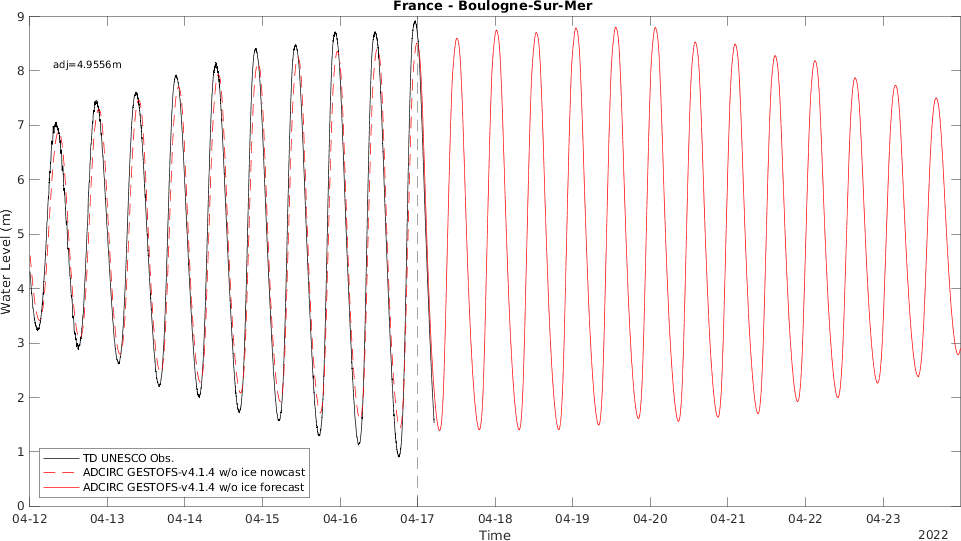 France - Boulogne-Sur-Mer
adj=4.9556m
9
8
7
6
5
4
3
2
1
0
Water Level (m)
TD UNESCO Obs.
ADCIRC GESTOFS-v4.1.4 w/o ice nowcast
ADCIRC GESTOFS-v4.1.4 w/o ice forecast
04-12 04-13 04-14 04-15 04-16 04-17 04-18 04-19 04-20 04-21 04-22 04-23
Time
2022